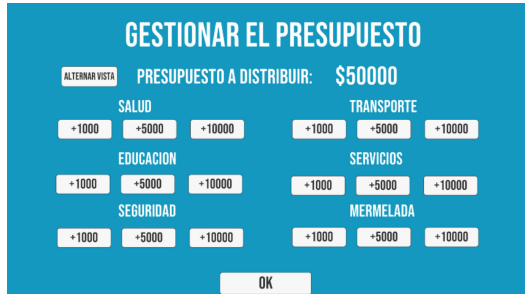 GESTIONAR EL PRESUPUESTO
ALTERNAR VISTA PRESUPUESTO A DISTRIBUIR: $50000
SALUD TRANSPORTE
+1000 +5000 +10000 +1000 +5000 +10000
EDUCACION SERVICIOS
+1000 +5000 +10000 +1000 +5000 +10000
SEGURIDAD MERMELADA
+1000 +5000 +10000 +1000 +5000 +10000
OK